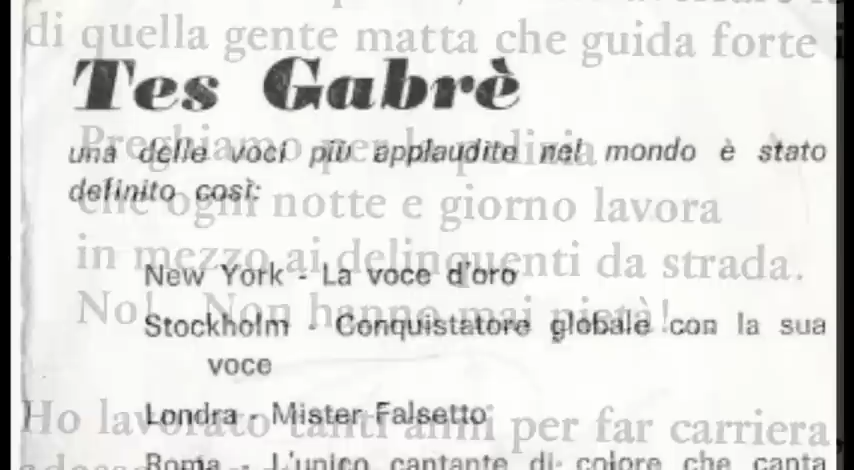 di quella gente matta che guida forte
Tes Gabrè
Preghiamo per la polizia
una delle voci più applaudite nel mondo è stato
definito così:
che ogni notte e giorno lavora
in mezzo ai delinquenti da strada.
New York - La voce d'oro
No! Non hanno mai pietà!
Stockholm - Conquistatore globale con la sua
voce
Londra - Mister Falsetto
Ho lavorato tanti anni per far carriera
Roma - L'unico cantante di colore che canta